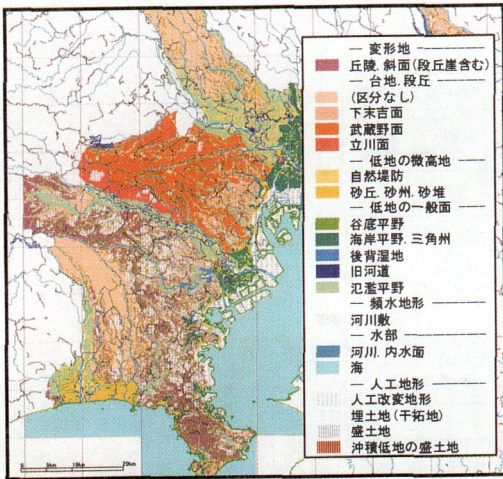 ― 変形地 ―
丘陵.斜面(段丘崖含む)
― 台地.段丘 ―
(区分なし)
下末吉面
武蔵野面
立川面
― 低地の微高地
自然堤防
砂丘.砂州.砂堆
― 低地の一般面 ―
谷底平野
海岸平野.三角州
後背湿地
旧河道
氾濫平野
― 頻水地形 ―
河川敷
― 水部 ―
河川.内水面
海
― 人工地形 ―
人工改変地形
埋土地(干拓地)
盛土地
沖積低地の盛土地
0 5km 10km 20km